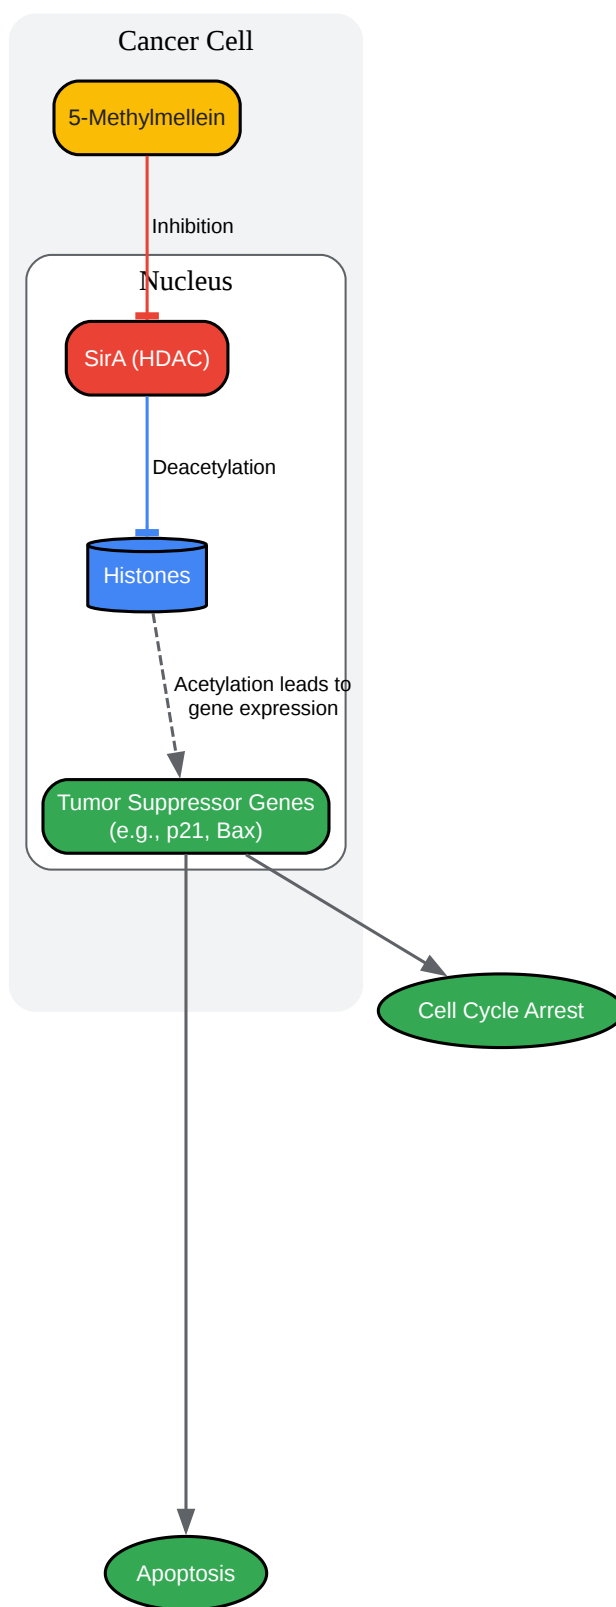 Cancer Cell
5-Methylmellein
Inhibition
Nucleus
SirA (HDAC)
Deacetylation
Histones
Acetylation leads to
gene expression
Tumor Suppressor Genes
(e.g., p21, Bax)
Cell Cycle Arrest
Apoptosis